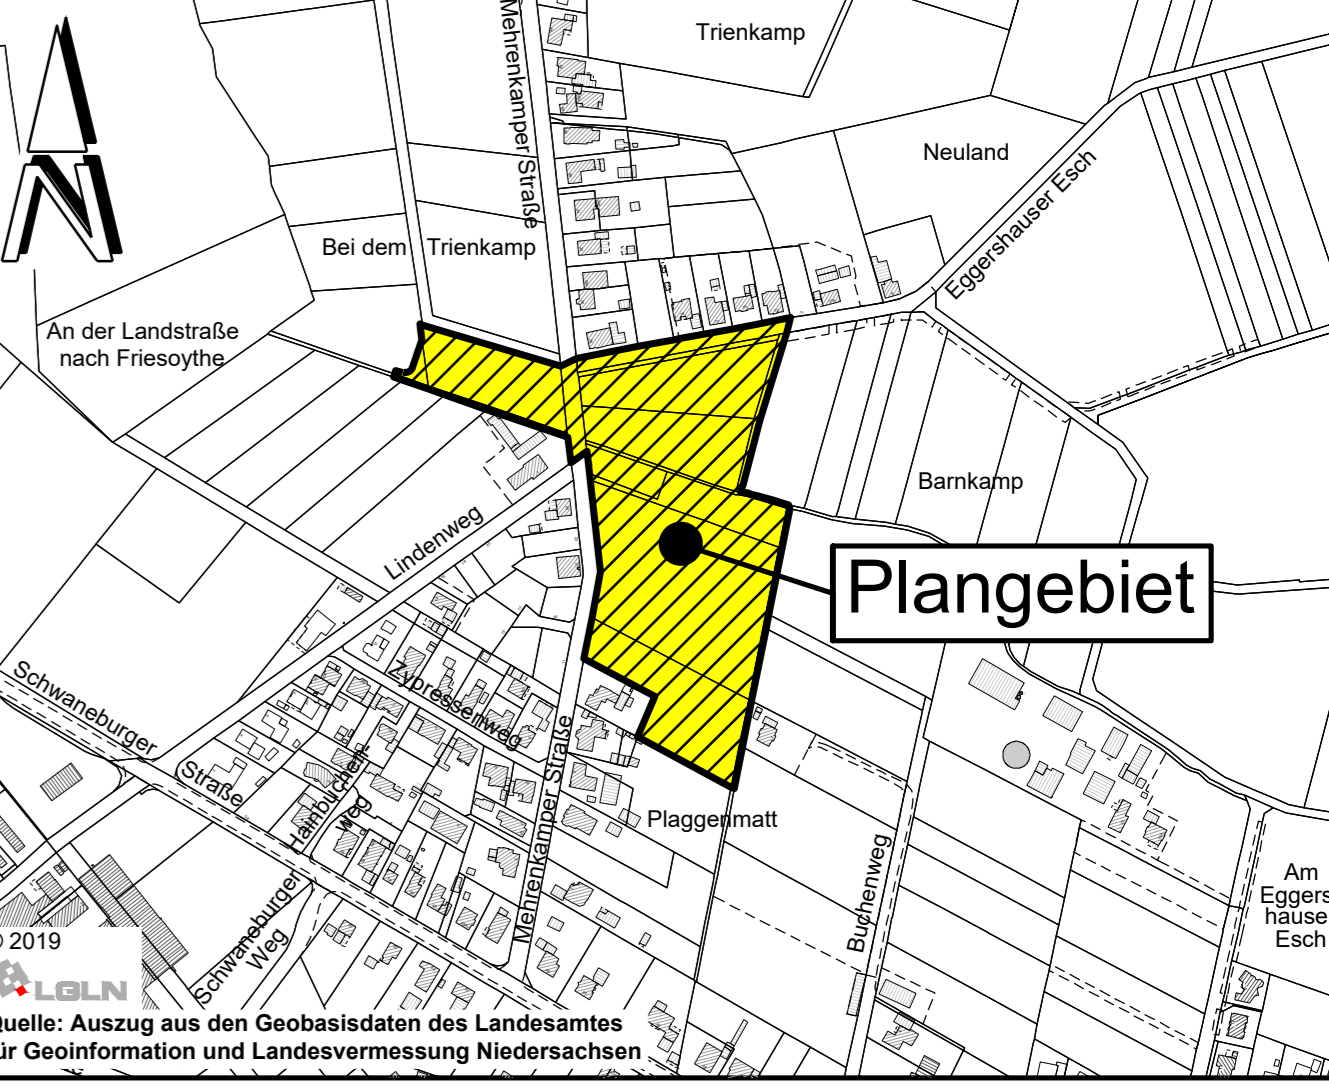 Trienkamp
Mehrenkamper Straße
Neuland
Eggershauser Esch
Bei dem Trienkamp
An der Landstraße
nach Friesoythe
N
Barnkamp
Lindenweg
Plangebiet
Schwaneburger
Straße
Zypressenweg
Hainbuchen-
weg
Mehrenkamper Straße
Plaggenmatt
Buchenweg
Schwaneburger
Weg
Am
Eggers
hause
Esch
© 2019
LGLN
Quelle: Auszug aus den Geobasisdaten des Landesamtes
ür Geoinformation und Landesvermessung Niedersachsen